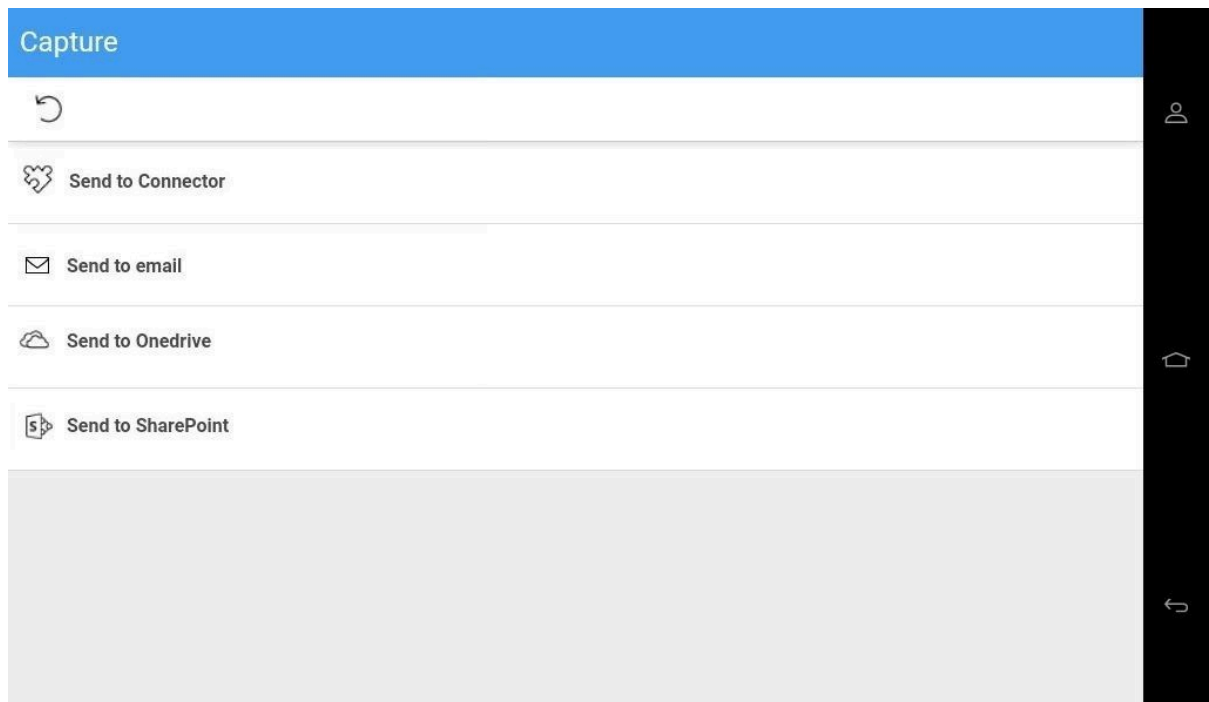 Capture
Send to Connector
Send to email
Send to Onedrive
Send to SharePoint